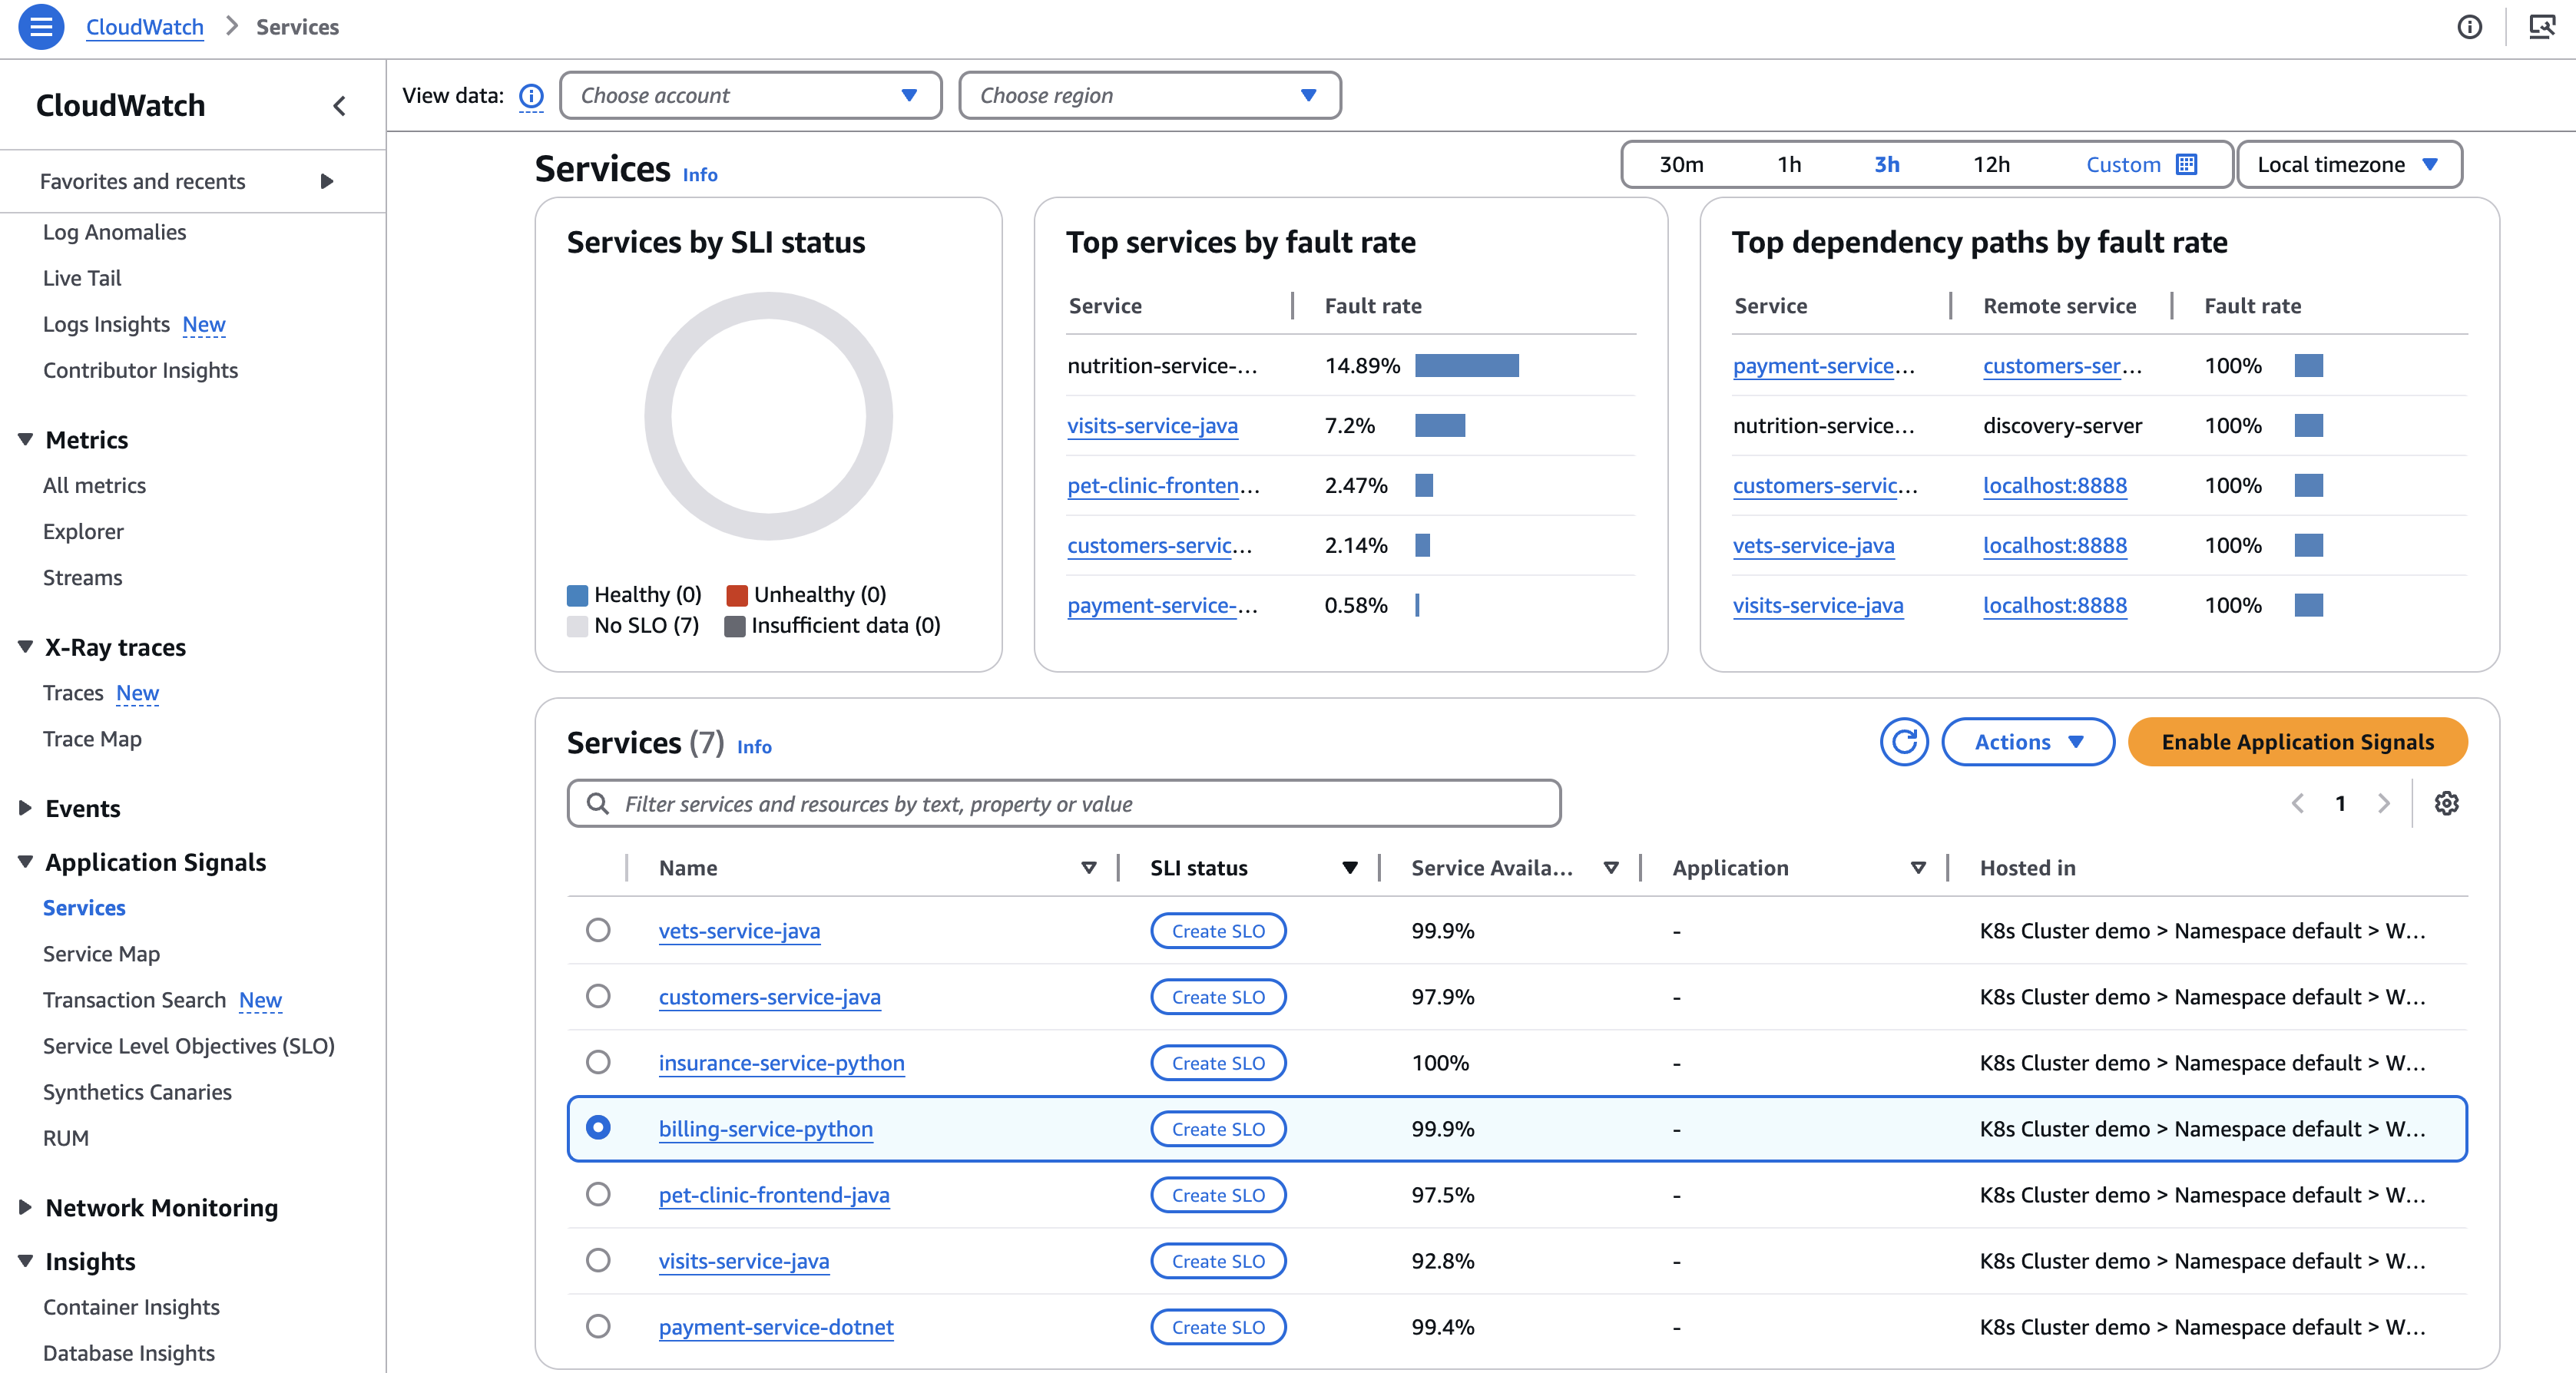 CloudWatch > Services
CloudWatch
Favorites and recents
Log Anomalies
Live Tail
Logs Insights New
Contributor Insights
Metrics
All metrics
Explorer
Streams
X-Ray traces
Traces New
Trace Map
Events
Application Signals
Services
Service Map
Transaction Search New
Service Level Objectives (SLO)
Synthetics Canaries
RUM
Network Monitoring
Insights
Container Insights
Database Insights
View data: Choose account Choose region
Services Info
30m 1h 3h 12h Custom Local timezone
Services by SLI status
Healthy (0) Unhealthy (0)
No SLO (7) Insufficient data (0)
Top services by fault rate
Service Fault rate
nutrition-service-... 14.89%
visits-service-java 7.2%
pet-clinic-fronten... 2.47%
customers-servic... 2.14%
payment-service-... 0.58%
Top dependency paths by fault rate
Service Remote service Fault rate
payment-service... customers-ser... 100%
nutrition-service... discovery-server 100%
customers-servic... localhost:8888 100%
vets-service-java localhost:8888 100%
visits-service-java localhost:8888 100%
Services (7) Info
Actions Enable Application Signals
Filter services and resources by text, property or value
1
Name SLI status Service Availa... Application Hosted in
vets-service-java Create SLO 99.9% - K8s Cluster demo > Namespace default > W...
customers-service-java Create SLO 97.9% - K8s Cluster demo > Namespace default > W...
insurance-service-python Create SLO 100% - K8s Cluster demo > Namespace default > W...
billing-service-python Create SLO 99.9% - K8s Cluster demo > Namespace default > W...
pet-clinic-frontend-java Create SLO 97.5% - K8s Cluster demo > Namespace default > W...
visits-service-java Create SLO 92.8% - K8s Cluster demo > Namespace default > W...
payment-service-dotnet Create SLO 99.4% - K8s Cluster demo > Namespace default > W...